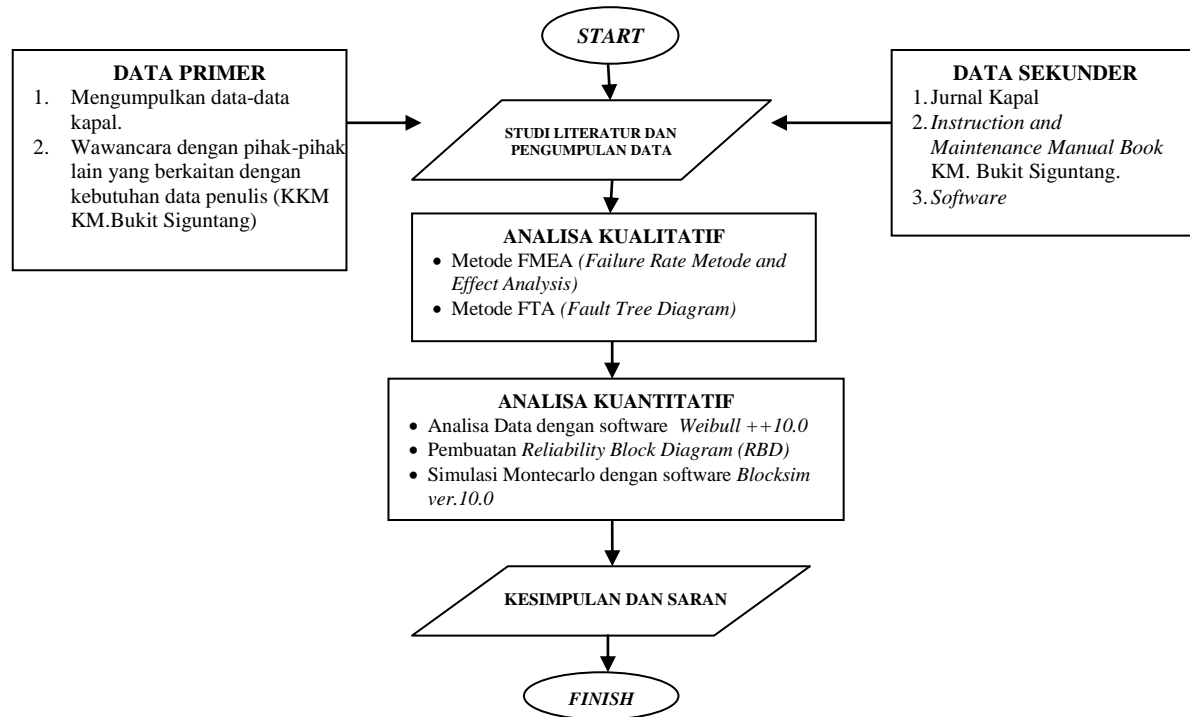 START
DATA PRIMER
1. Mengumpulkan data-data
kapal.
2. Wawancara dengan pihak-pihak
lain yang berkaitan dengan
kebutuhan data penulis (KKM
KM.Bukit Siguntang)
STUDI LITERATUR DAN
PENGUMPULAN DATA
DATA SEKUNDER
1. Jurnal Kapal
2. Instruction and
Maintenance Manual Book
KM. Bukit Siguntang.
3. Software
ANALISA KUALITATIF
• Metode FMEA (Failure Rate Metode and
Effect Analysis)
• Metode FTA (Fault Tree Diagram)
ANALISA KUANTITATIF
• Analisa Data dengan software Weibull ++10.0
• Pembuatan Reliability Block Diagram (RBD)
• Simulasi Montecarlo dengan software Blocksim
ver.10.0
KESIMPULAN DAN SARAN
FINISH